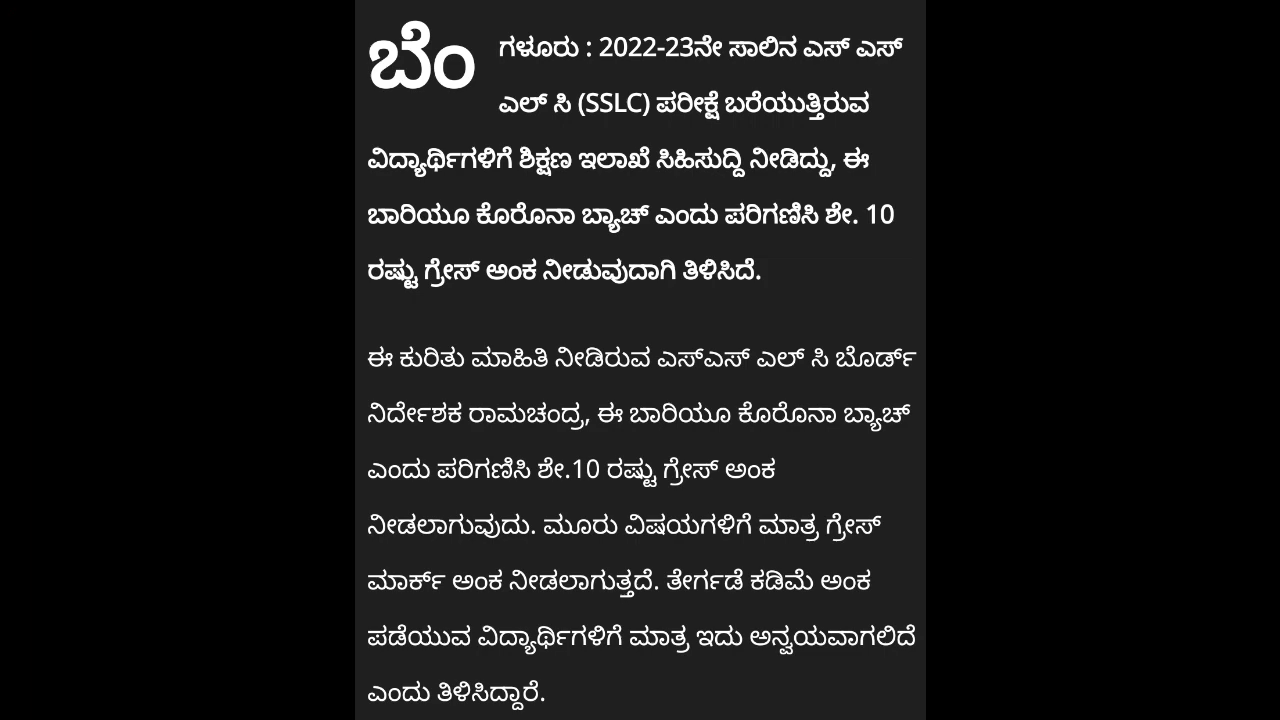 ಬೆಂಗಳೂರು : 2022-23ನೇ ಸಾಲಿನ ಎಸ್ ಎಸ್
ಎಲ್ ಸಿ (SSLC) ಪರೀಕ್ಷೆ ಬರೆಯುತ್ತಿರುವ
ವಿದ್ಯಾರ್ಥಿಗಳಿಗೆ ಶಿಕ್ಷಣ ಇಲಾಖೆ ಸಿಹಿಸುದ್ದಿ ನೀಡಿದ್ದು, ಈ
ಬಾರಿಯೂ ಕೊರೊನಾ ಬ್ಯಾಚ್ ಎಂದು ಪರಿಗಣಿಸಿ ಶೇ. 10
ರಷ್ಟು ಗ್ರೇಸ್ ಅಂಕ ನೀಡುವುದಾಗಿ ತಿಳಿಸಿದೆ.
ಈ ಕುರಿತು ಮಾಹಿತಿ ನೀಡಿರುವ ಎಸ್ಎಸ್ ಎಲ್ ಸಿ ಬೊರ್ಡ್
ನಿರ್ದೇಶಕ ರಾಮಚಂದ್ರ, ಈ ಬಾರಿಯೂ ಕೊರೊನಾ ಬ್ಯಾಚ್
ಎಂದು ಪರಿಗಣಿಸಿ ಶೇ.10 ರಷ್ಟು ಗ್ರೇಸ್ ಅಂಕ
ನೀಡಲಾಗುವುದು. ಮೂರು ವಿಷಯಗಳಿಗೆ ಮಾತ್ರ ಗ್ರೇಸ್
ಮಾರ್ಕ್ ಅಂಕ ನೀಡಲಾಗುತ್ತದೆ. ತೇರ್ಗಡೆ ಕಡಿಮೆ ಅಂಕ
ಪಡೆಯುವ ವಿದ್ಯಾರ್ಥಿಗಳಿಗೆ ಮಾತ್ರ ಇದು ಅನ್ವಯವಾಗಲಿದೆ
ಎಂದು ತಿಳಿಸಿದ್ದಾರೆ.